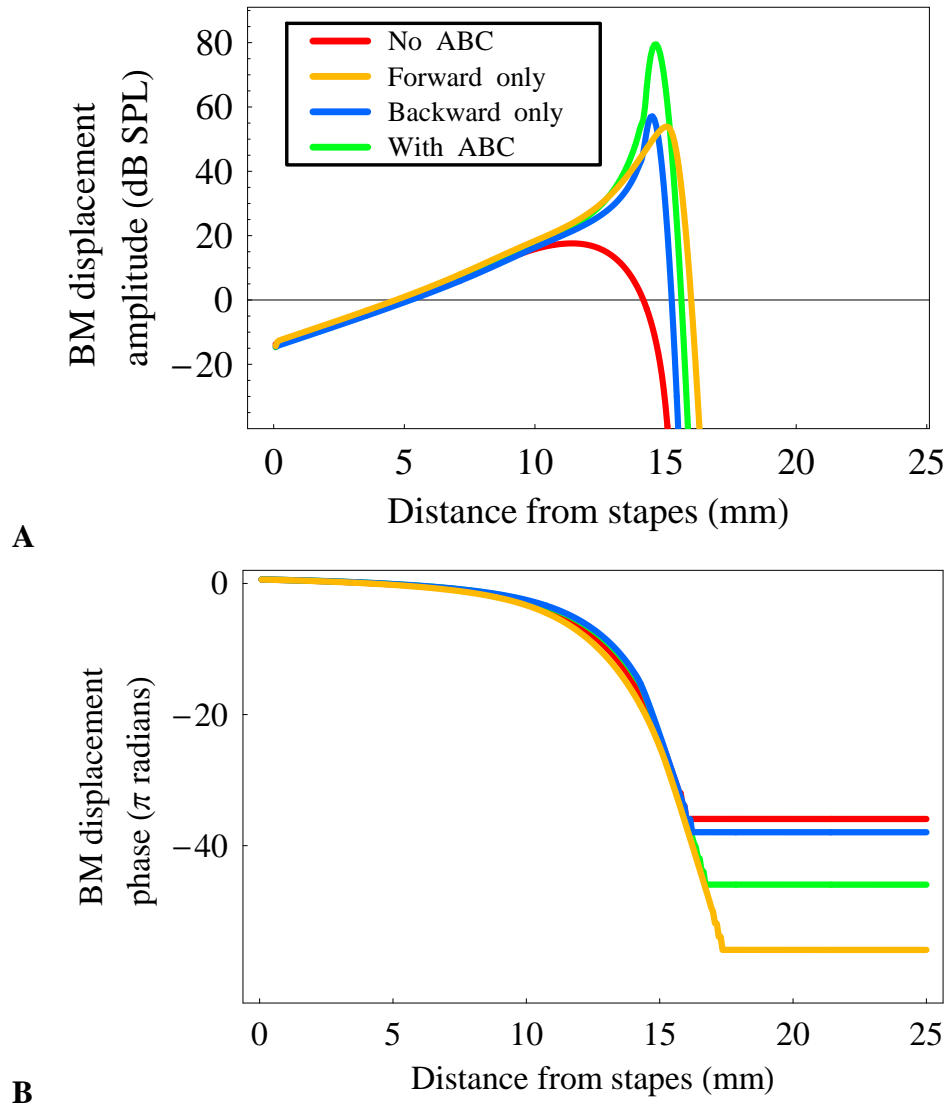 80
60
40
20
0
−20
BM displacement
amplitude (dB SPL)
No ABC
Forward only
Backward only
With ABC
0 5 10 15 20 25
Distance from stapes (mm)
A
0
−20
−40
BM displacement
phase (π radians)
0 5 10 15 20 25
Distance from stapes (mm)
B